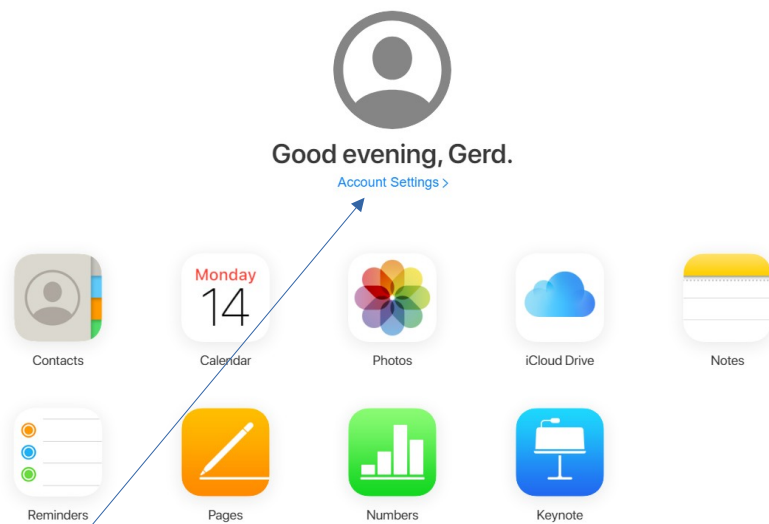 Good evening, Gerd.
Account Settings >
Monday
14
Contacts
Calendar
Photos
iCloud Drive
Notes
Reminders
Pages
Numbers
Keynote